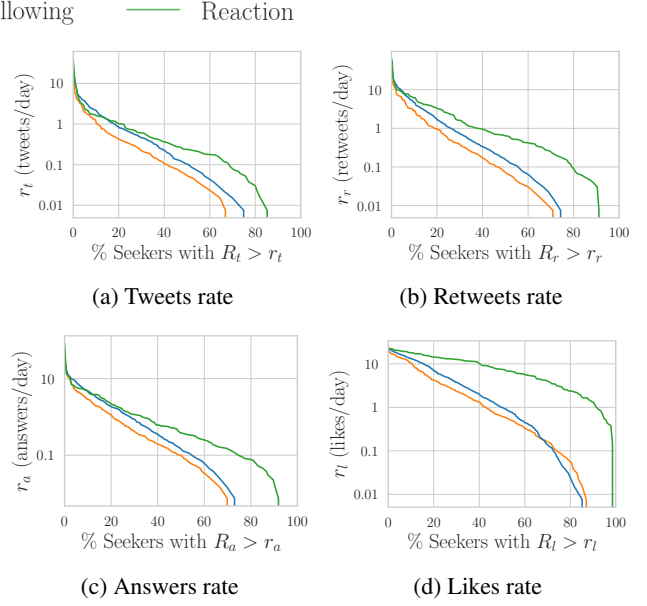 llowing Reaction
r_t (tweets/day)
10
1
0.1
0.01
0 20 40 60 80 100
% Seekers with R_t > r_t
(a) Tweets rate
r_r (retweets/day)
10
1
0.1
0.01
0 20 40 60 80 100
% Seekers with R_r > r_r
(b) Retweets rate
r_a (answers/day)
10
0.1
0 20 40 60 80 100
% Seekers with R_a > r_a
(c) Answers rate
r_l (likes/day)
10
1
0.1
0.01
0 20 40 60 80 100
% Seekers with R_l > r_l
(d) Likes rate